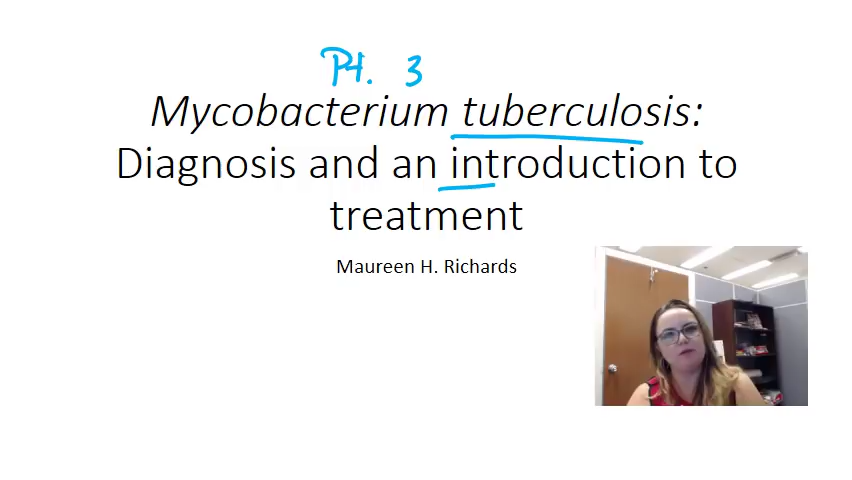 Pt. 3
Mycobacterium tuberculosis:
Diagnosis and an introduction to
treatment
Maureen H. Richards